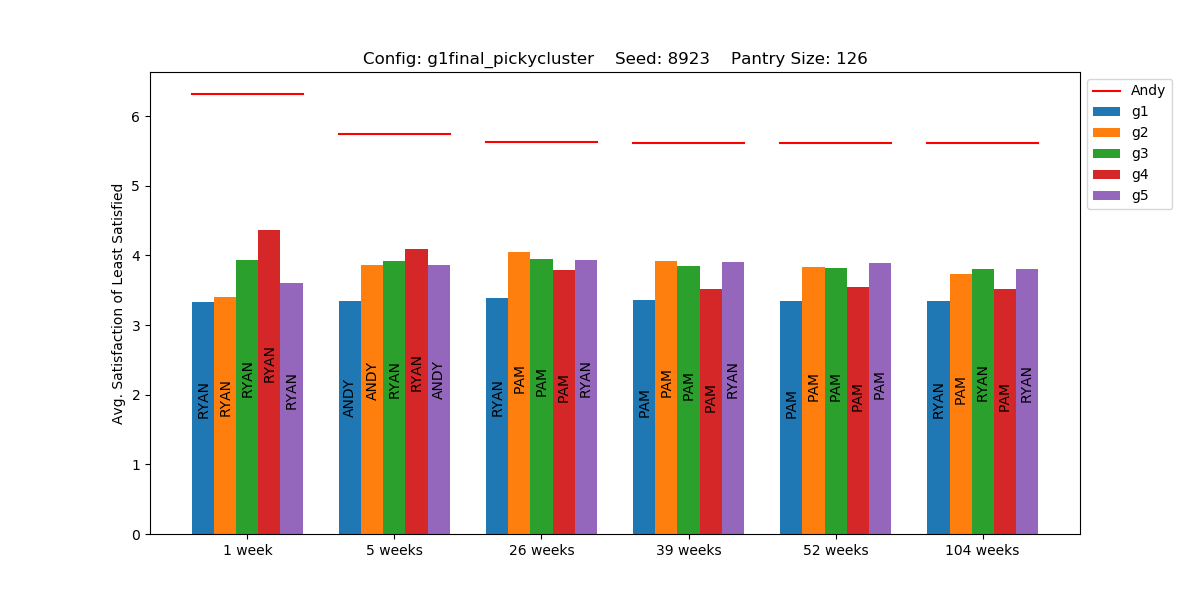 Config: g1final_pickycluster    Seed: 8923    Pantry Size: 126
Avg. Satisfaction of Least Satisfied
6
5
4
3
2
1
0
RYAN
RYAN
RYAN
RYAN
RYAN
ANDY
ANDY
RYAN
RYAN
ANDY
RYAN
PAM
PAM
PAM
RYAN
PAM
PAM
PAM
PAM
RYAN
PAM
PAM
PAM
PAM
PAM
RYAN
PAM
RYAN
PAM
RYAN
1 week
5 weeks
26 weeks
39 weeks
52 weeks
104 weeks
Andy
g1
g2
g3
g4
g5